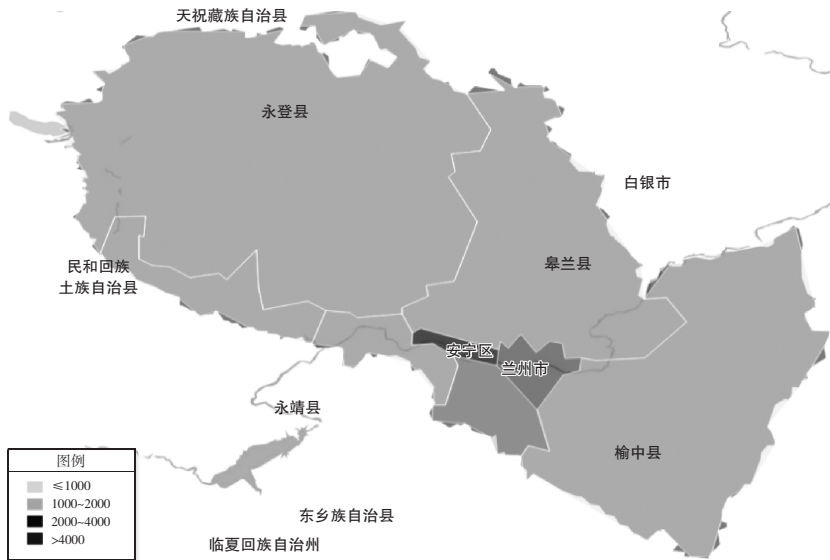 天祝藏族自治县
永登县
白银市
皋兰县
民和回族
土族自治县
安宁区
兰州市
永靖县
榆中县
图例
≤1000
1000~2000
2000~4000
>4000
东乡族自治县
临夏回族自治州